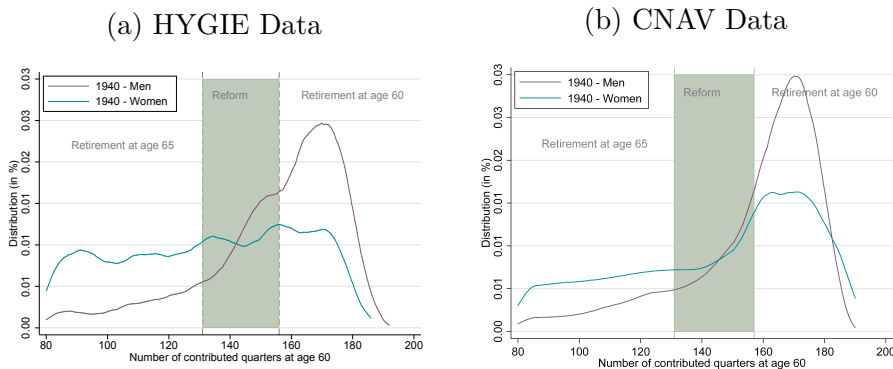 (a) HYGIE Data
1940 - Men
1940 - Women
Reform
Retirement at age 60
Retirement at age 65
Distribution (in %)
0.03
0.03
0.02
0.01
0.01
0.01
0.00
80
100
120
140
160
180
200
Number of contributed quarters at age 60
(b) CNAV Data
1940 - Men
1940 - Women
Reform
Retirement at age 60
Retirement at age 65
Distribution (in %)
0.03
0.03
0.02
0.01
0.01
0.01
0.00
80
100
120
140
160
180
200
Number of contributed quarters at age 60